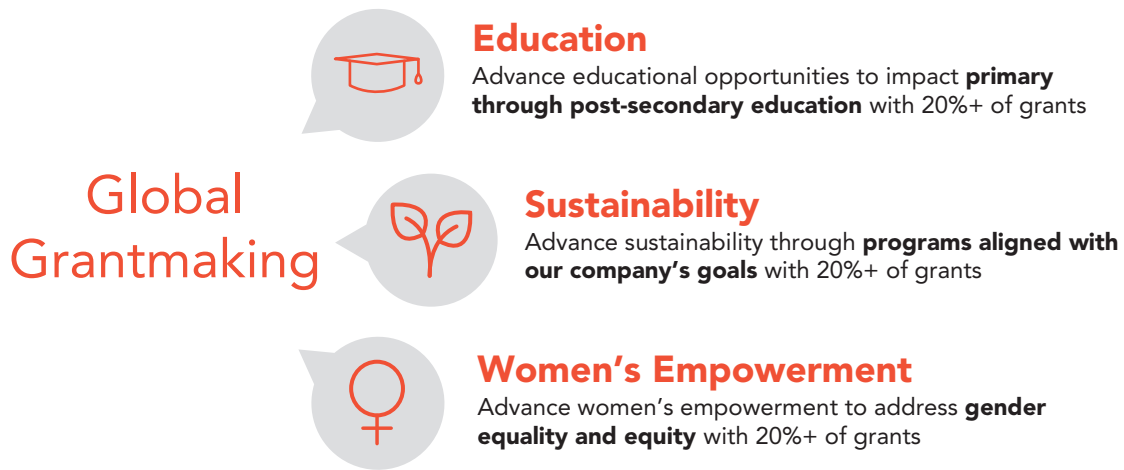 Global
Grantmaking
Education
Advance educational opportunities to impact primary
through post-secondary education with 20%+ of grants
Sustainability
Advance sustainability through programs aligned with
our company’s goals with 20%+ of grants
Women’s Empowerment
Advance women’s empowerment to address gender
equality and equity with 20%+ of grants